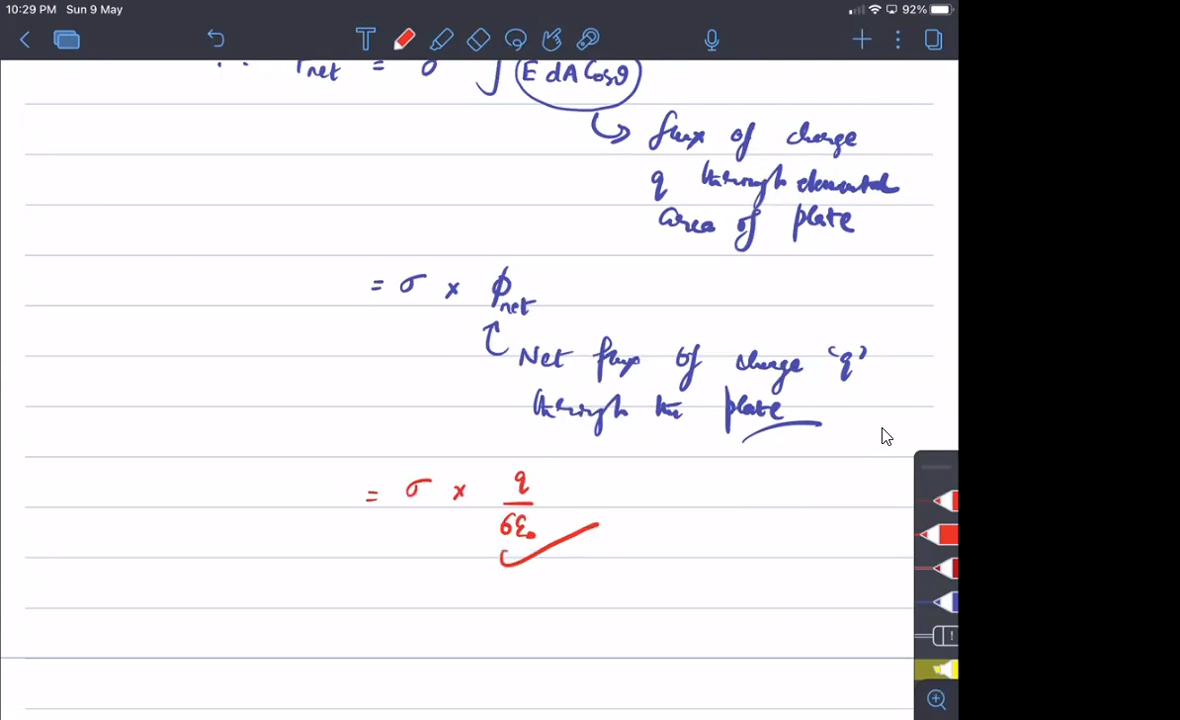 10:29 PM Sun 9 May 92%
∴ Fnet = σ ∫ E dA Cosθ
flux of charge
q through elemental
area of plate
= σ × ϕnet
Net flux of charge 'q'
through the plate
= σ × q/6ε₀